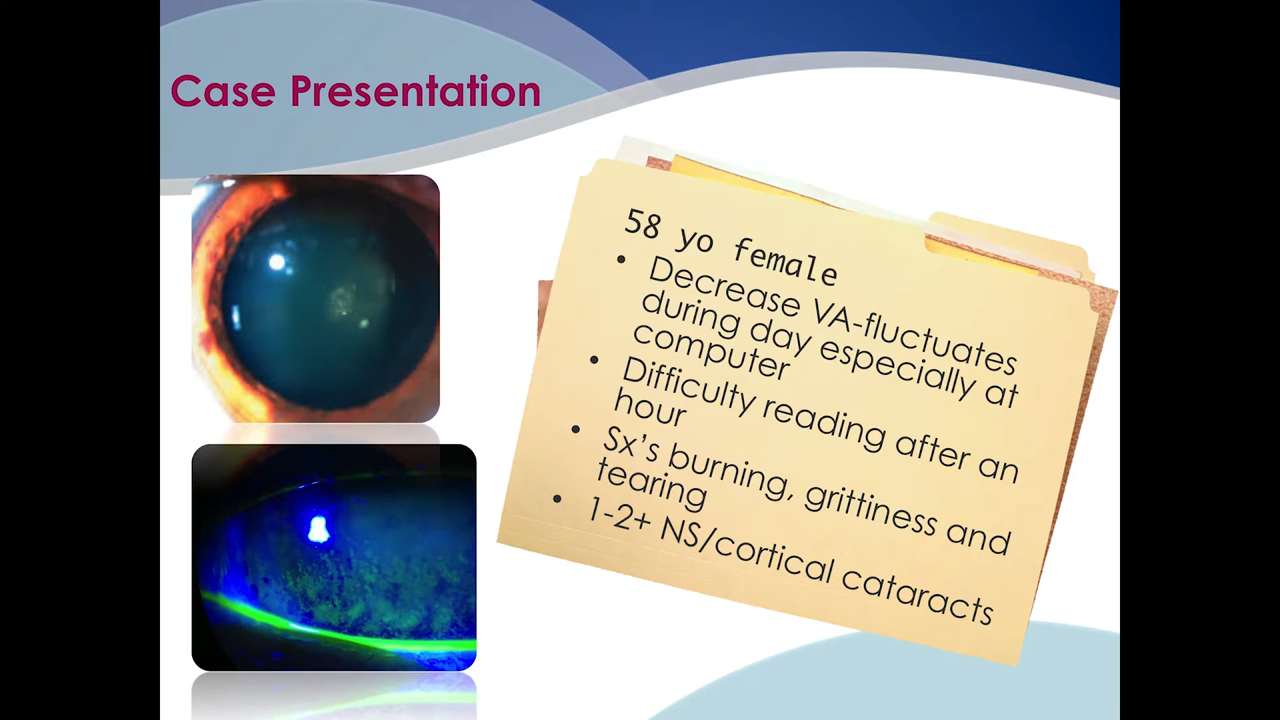 Case Presentation
58 yo female
• Decrease VA-fluctuates
during day especially at
computer
• Difficulty reading after an
hour
• Sx's burning, grittiness and
tearing
• 1-2+ NS/cortical cataracts